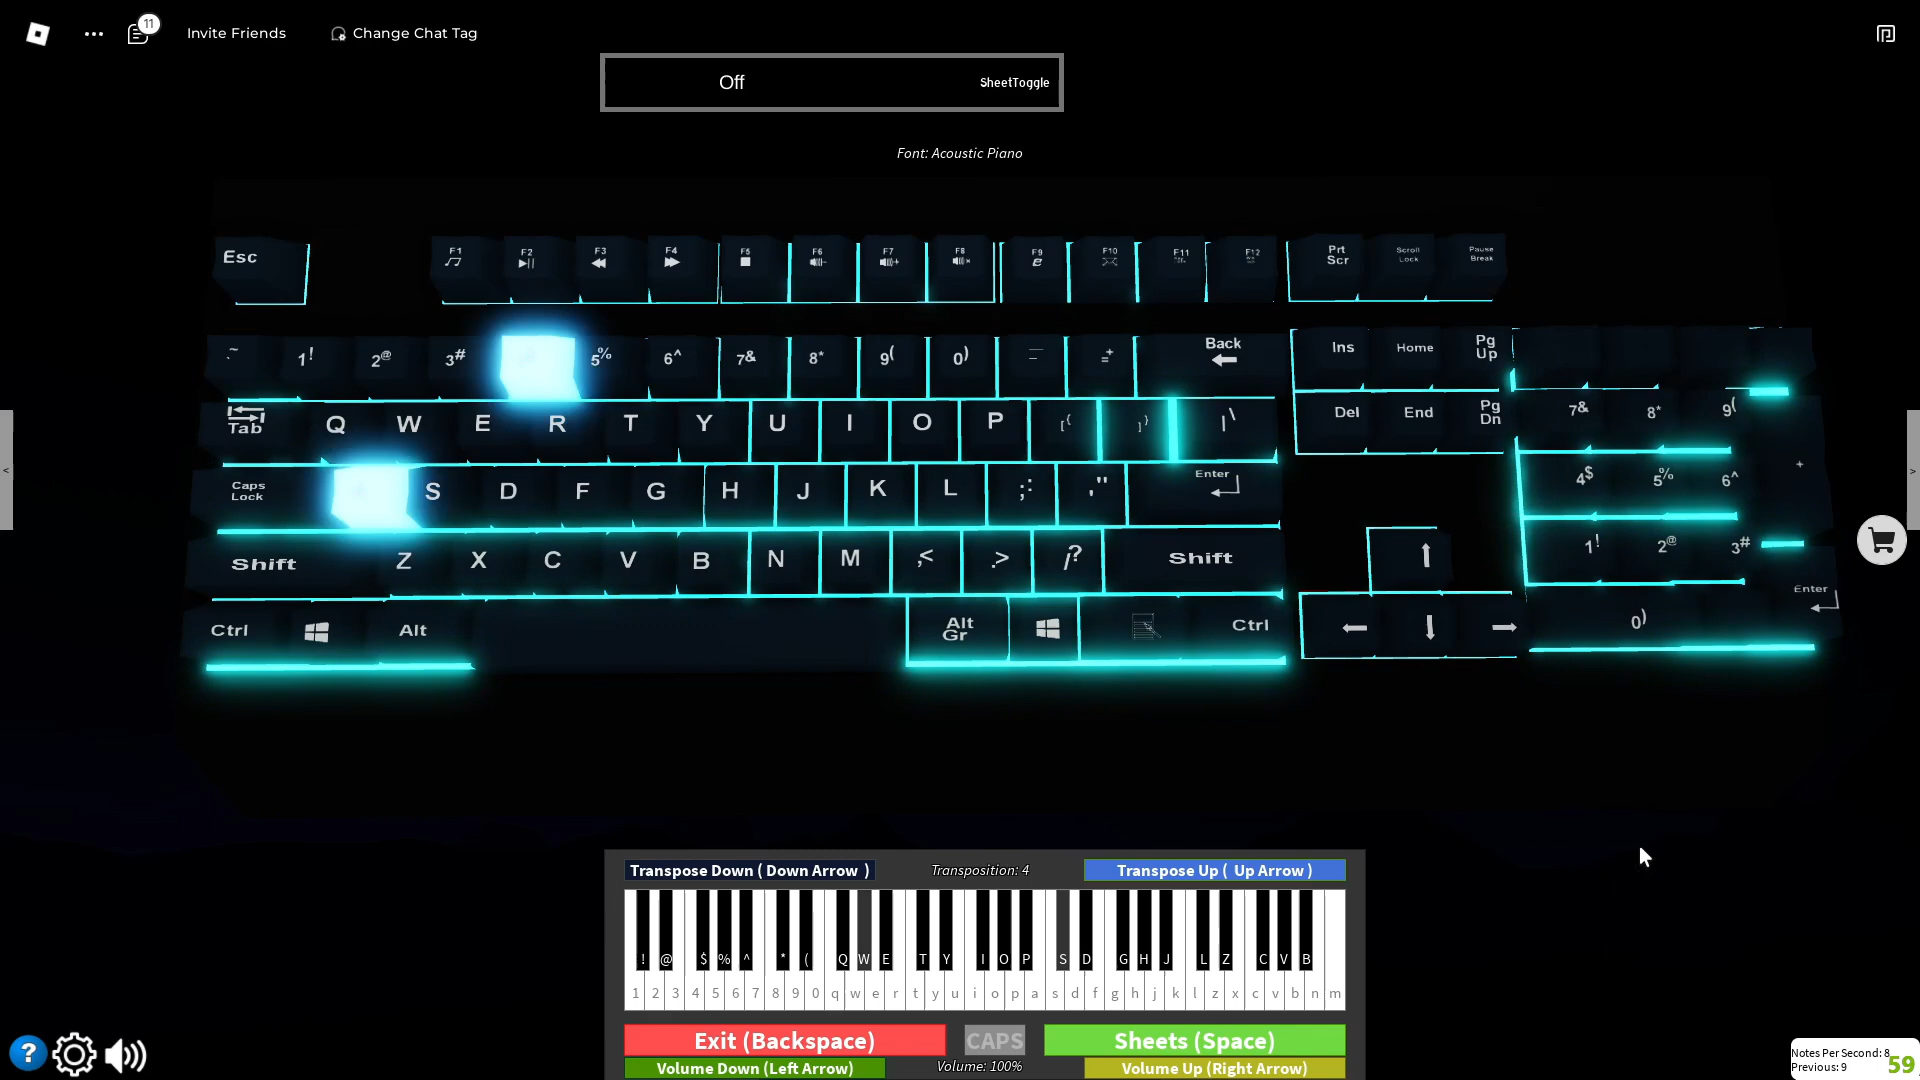 11
Invite Friends
Change Chat Tag
Off
SheetToggle
Font: Acoustic Piano
Esc
F1
F2
F3
F4
F5
F6
F7
F8
F9
F10
F11
F12
Prt
Scr
Scroll
Lock
Pause
Break
~
1!
2@
3#
5%
6^
7&
8*
9(
0)
=+
Back
Ins
Home
Pg
Up
Tab
Q
W
E
R
T
Y
U
I
O
P
[{
]}
|\
Del
End
Pg
Dn
7&
8*
9(
+
Caps
Lock
S
D
F
G
H
J
K
L
;:
'"
Enter
4$
5%
6^
Shift
Z
X
C
V
B
N
M
,<
.>
/?
Shift
1!
2@
3#
Ctrl
Alt
Alt
Gr
Ctrl
0)
Enter
<
>
Transpose Down ( Down Arrow )
Transposition: 4
Transpose Up ( Up Arrow )
! @ $ % ^ * ( Q W E T Y I O P S D G H J L Z C V B
1 2 3 4 5 6 7 8 9 0 q w e r t y u i o p a s d f g h j k l z x c v b n m
Exit (Backspace)
CAPS
Sheets (Space)
Volume Down (Left Arrow)
Volume: 100%
Volume Up (Right Arrow)
?
Notes Per Second: 8
Previous: 9
59